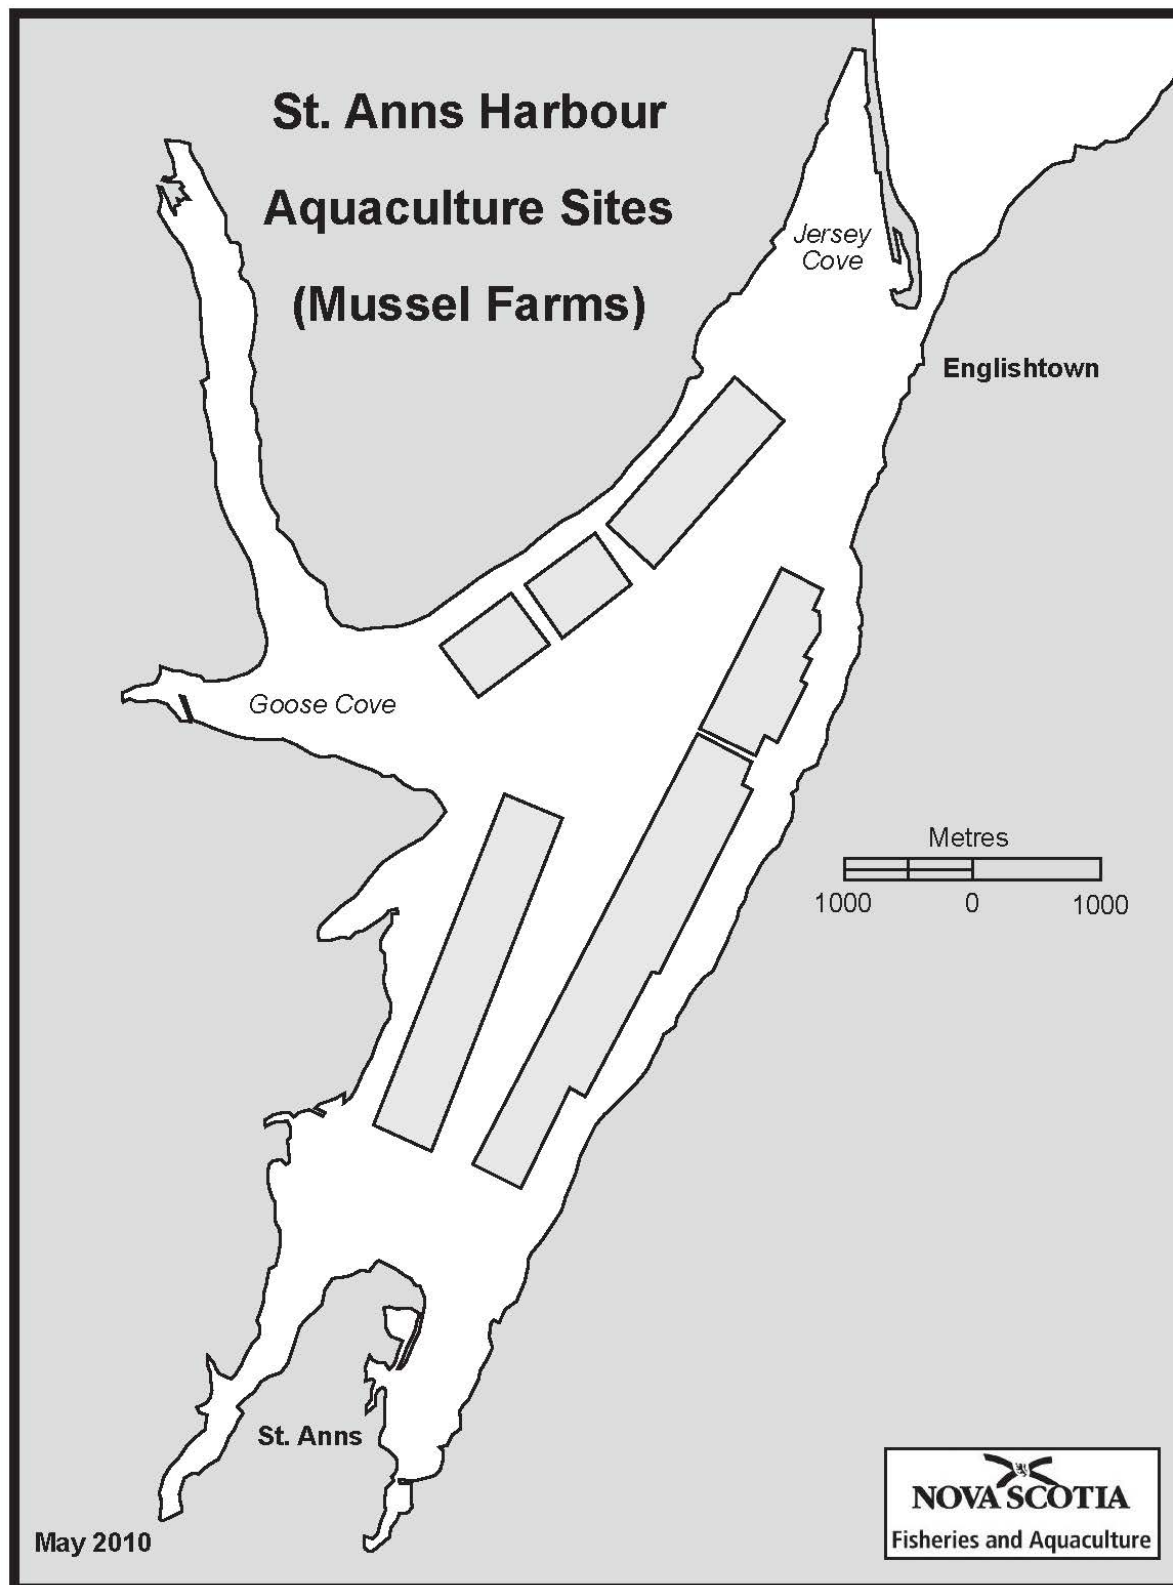 St. Anns Harbour
Aquaculture Sites
(Mussel Farms)
Jersey
Cove
Englishtown
Goose Cove
Metres
1000 0 1000
St. Anns
May 2010
NOVA SCOTIA
Fisheries and Aquaculture